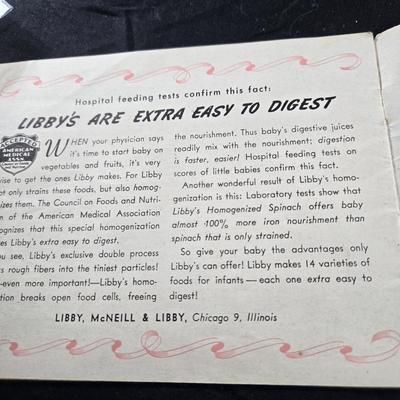 Hospital feeding tests confirm this fact:
LIBBY'S ARE EXTRA EASY TO DIGEST
ACCEPTED
AMERICAN
MEDICAL
ASSN.
WHEN your physician says
it's time to start baby on
vegetables and fruits, it's very
ise to get the ones Libby makes. For Libby
ot only strains these foods, but also homog-
izes them. The Council on Foods and Nutri-
n of the American Medical Association
ognizes that this special homogenization
es Libby's extra easy to digest.
u see, Libby's exclusive double process
s rough fibers into the tiniest particles!
—even more important!—Libby's homo-
tion breaks open food cells, freeing
the nourishment. Thus baby's digestive juices
readily mix with the nourishment; digestion
is faster, easier! Hospital feeding tests on
scores of little babies confirm this fact.
Another wonderful result of Libby's homo-
genization is this: Laboratory tests show that
Libby's Homogenized Spinach offers baby
almost 100% more iron nourishment than
spinach that is only strained.
So give your baby the advantages only
Libby's can offer! Libby makes 14 varieties
of foods for infants—each one extra easy to
digest!
LIBBY, McNEILL & LIBBY, Chicago 9, Illinois